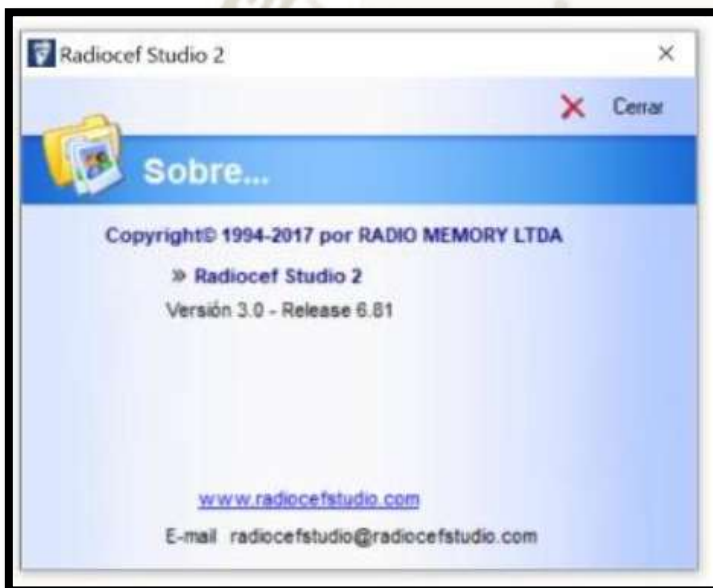 Radiocef Studio 2
Cerrar
Sobre...
Copyright© 1994-2017 por RADIO MEMORY LTDA
» Radiocef Studio 2
Versión 3.0 - Release 6.81
www.radiocefstudio.com
E-mail radiocefstudio@radiocefstudio.com